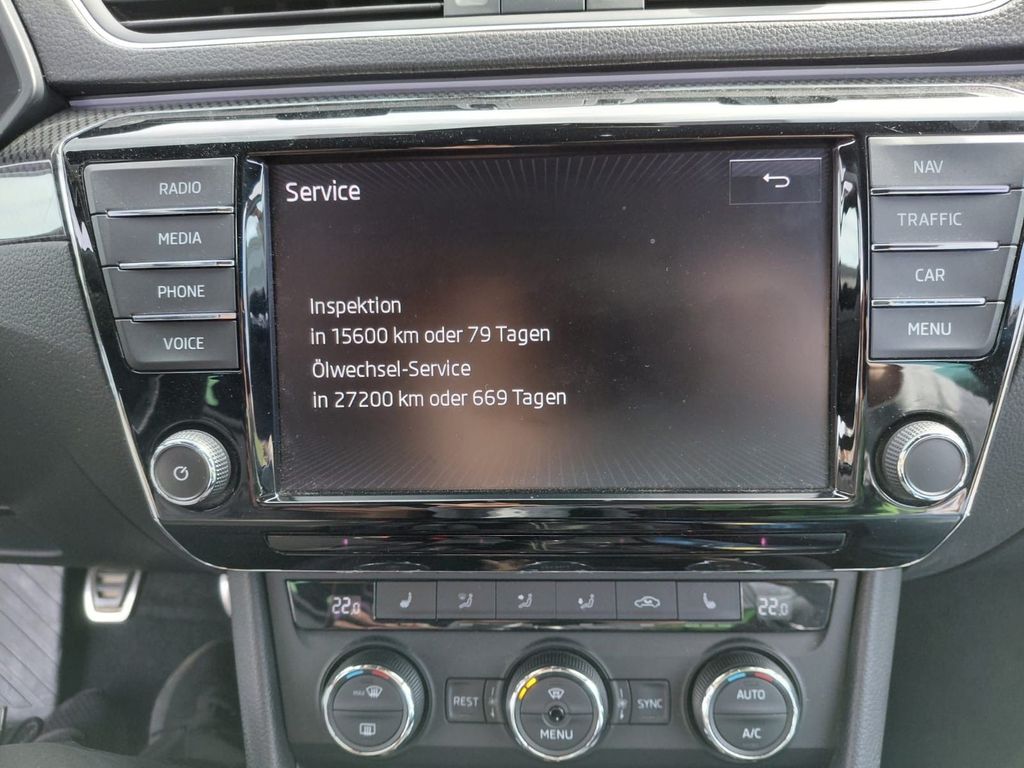 Service
Inspektion
in 15600 km oder 79 Tagen
Ölwechsel-Service
in 27200 km oder 669 Tagen
RADIO
MEDIA
PHONE
VOICE
NAV
TRAFFIC
CAR
MENU
22.0
22.0
MAX
REST
MENU
SYNC
AUTO
A/C